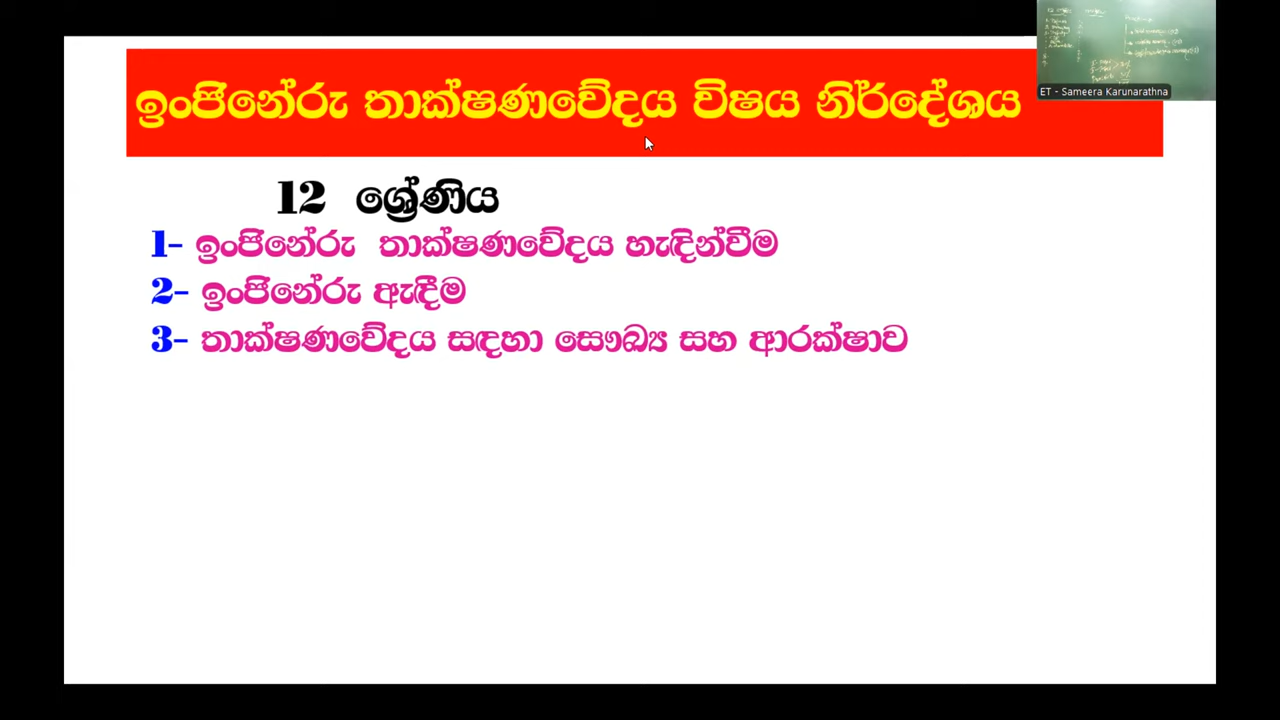 ඉංජිනේරු තාක්ෂණවේදය විෂය නිර්දේශය
ET - Sameera Karunarathna
12 ශ්‍රේණිය
1- ඉංජිනේරු තාක්ෂණවේදය හැඳින්වීම
2- ඉංජිනේරු ඇඳීම
3- තාක්ෂණවේදය සඳහා සෞඛ්‍ය සහ ආරක්ෂාව